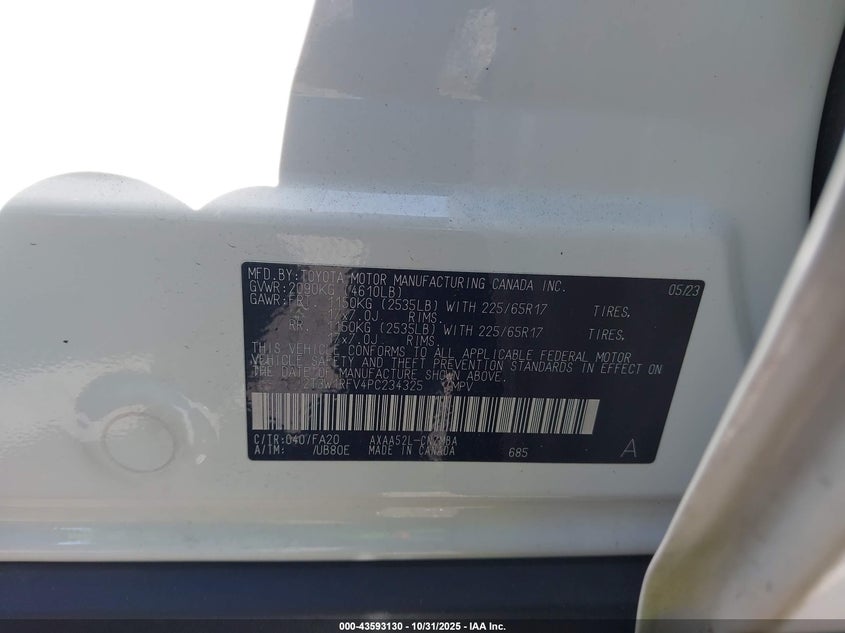 MFD.BY:TOYOTA MOTOR MANUFACTURING CANADA INC. 05/23
GVWR:2090KG (4610LB)
GAWR:FRT. 1150KG (2535LB) WITH 225/65R17 TIRES.
17x7.0J RIMS.
RR. 1150KG (2535LB) WITH 225/65R17 TIRES.
17x7.0J RIMS.
THIS VEHICLE CONFORMS TO ALL APPLICABLE FEDERAL MOTOR
VEHICLE SAFETY AND THEFT PREVENTION STANDARDS IN EFFECT ON
THE DATE OF MANUFACTURE SHOWN ABOVE.
MPV
C/TR:040/FA20 AXAA52L-CNZMBA
A/TM: /UB80E MADE IN CANADA 685 A
000-43593130 - 10/31/2025 - IAA Inc.